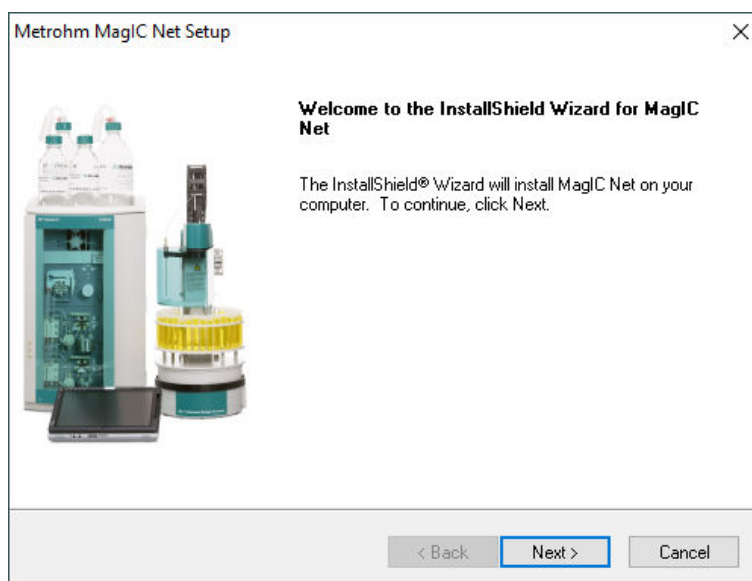 Metrohm MagIC Net Setup
Welcome to the InstallShield Wizard for MagIC
Net
The InstallShield® Wizard will install MagIC Net on your
computer. To continue, click Next.
< Back
Next >
Cancel